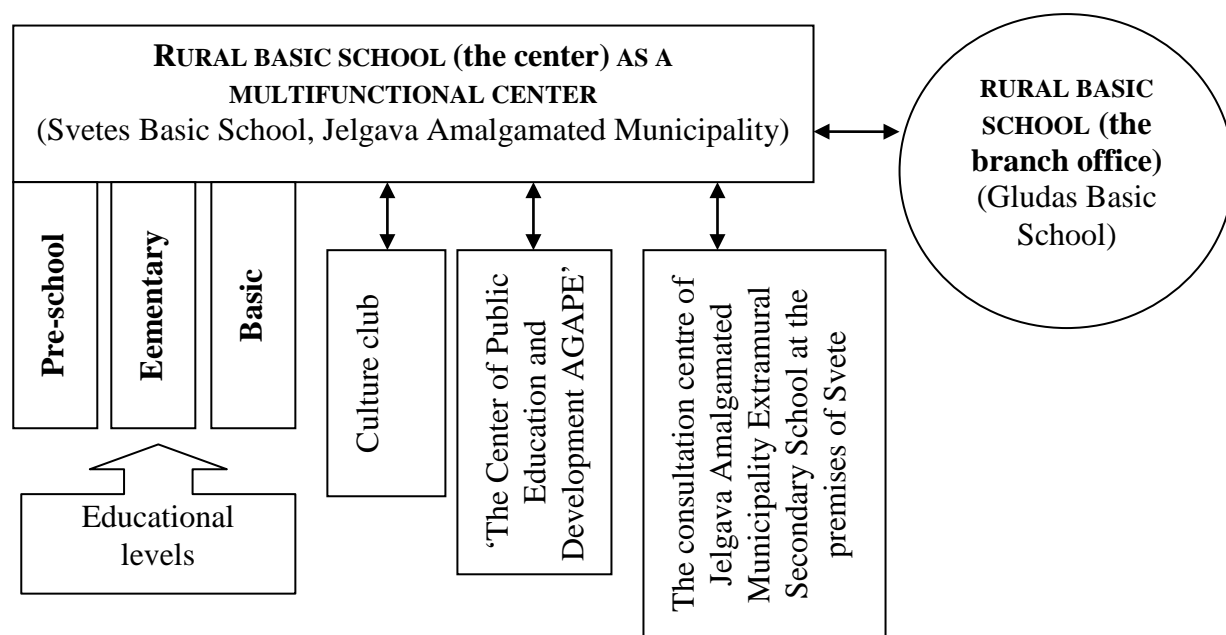 RURAL BASIC SCHOOL (the center) AS A
MULTIFUNCTIONAL CENTER
(Svetes Basic School, Jelgava Amalgamated Municipality)
RURAL BASIC
SCHOOL (the
branch office)
(Gludas Basic
School)
Pre-school
Eementary
Basic
Culture club
‘The Center of Public
Education and
Development AGAPE’
The consultation centre of
Jelgava Amalgamated
Municipality Extramural
Secondary School at the
premises of Svete
Educational
levels